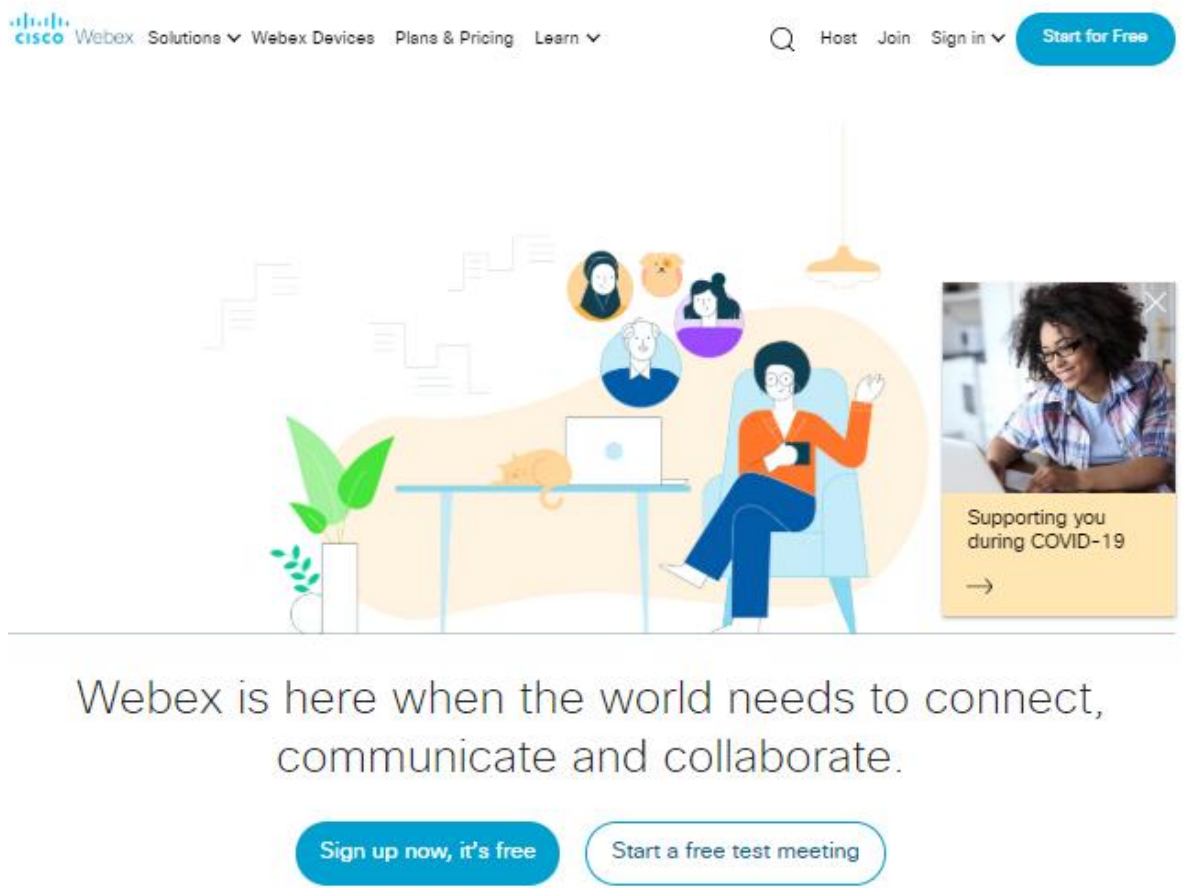 CISCO Webex Solutions Webex Devices Plans & Pricing Learn Host Join Sign in Start for Free
Supporting you
during COVID-19
Webex is here when the world needs to connect,
communicate and collaborate.
Sign up now, it's free Start a free test meeting